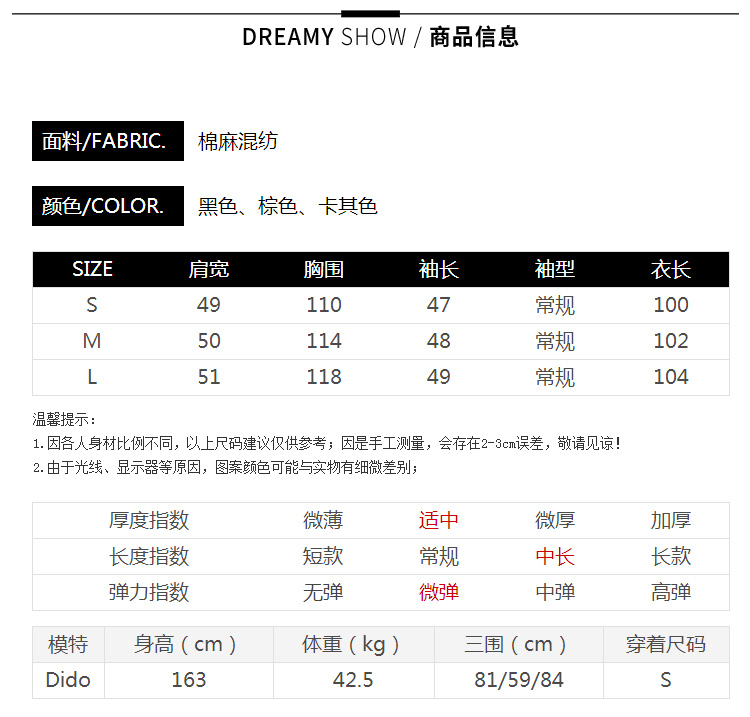 DREAMY SHOW / 商品信息
面料/FABRIC. 棉麻混纺
颜色/COLOR. 黑色、棕色、卡其色
SIZE 肩宽 胸围 袖长 袖型 衣长
S 49 110 47 常规 100
M 50 114 48 常规 102
L 51 118 49 常规 104
温馨提示：
1.因各人身材比例不同，以上尺码建议仅供参考；因是手工测量，会存在2-3cm误差，敬请见谅！
2.由于光线、显示器等原因，图案颜色可能与实物有细微差别；
厚度指数 微薄 适中 微厚 加厚
长度指数 短款 常规 中长 长款
弹力指数 无弹 微弹 中弹 高弹
模特 身高（cm） 体重（kg） 三围（cm） 穿着尺码
Dido 163 42.5 81/59/84 S